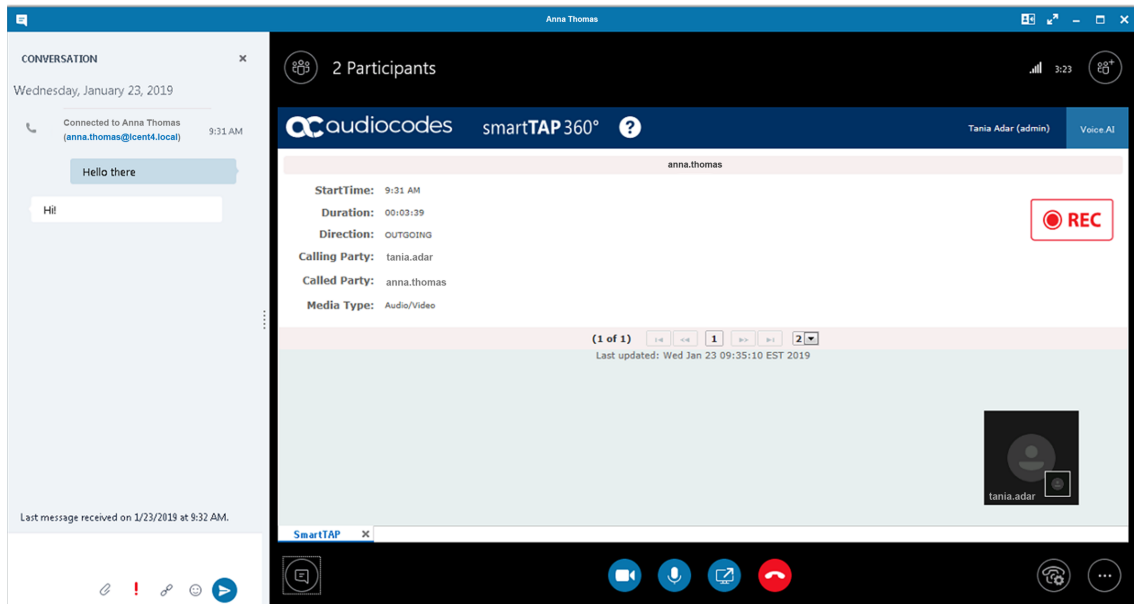 Anna Thomas
CONVERSATION
Wednesday, January 23, 2019
Connected to Anna Thomas
(anna.thomas@lcent4.local)
9:31 AM
Hello there
Hi!
Last message received on 1/23/2019 at 9:32 AM.
2 Participants
3:23
audiocodes smartTAP 360° ?
Tania Adar (admin)
Voice.AI
anna.thomas
StartTime: 9:31 AM
Duration: 00:03:39
Direction: OUTGOING
Calling Party: tania.adar
Called Party: anna.thomas
Media Type: Audio/Video
REC
(1 of 1) 1 2
Last updated: Wed Jan 23 09:35:10 EST 2019
tania.adar
SmartTAP